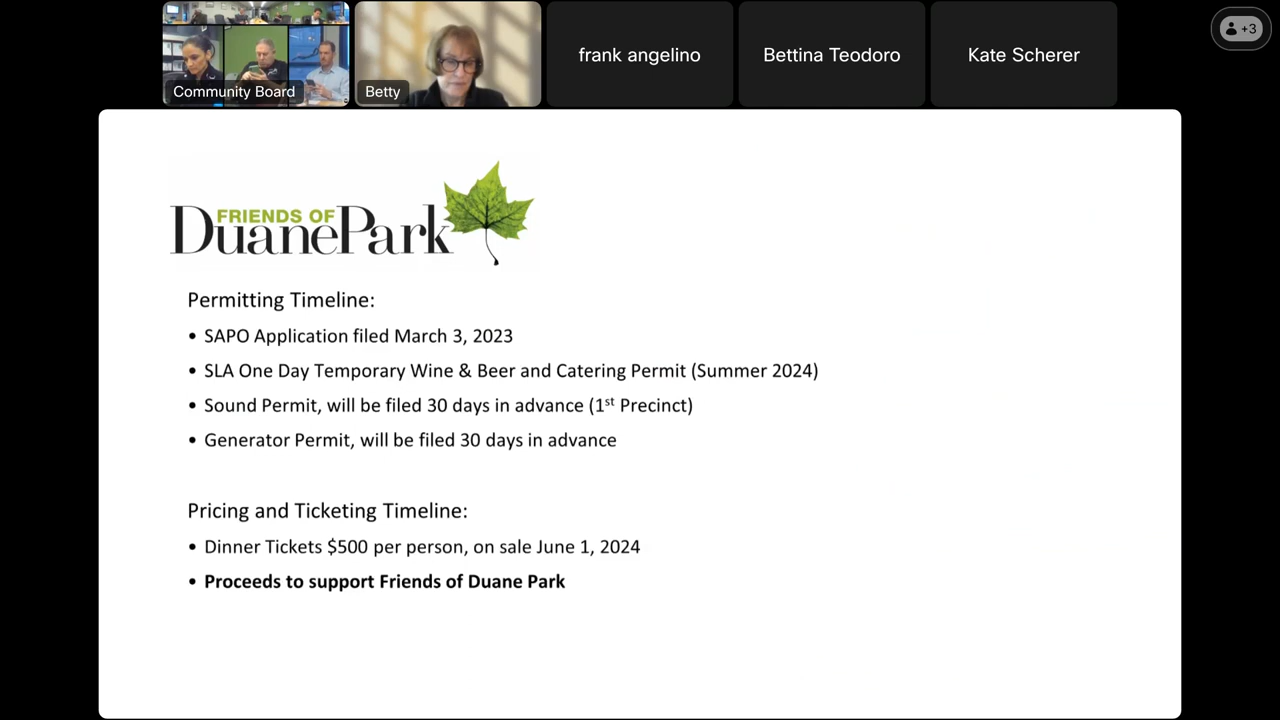 Community Board
Betty
frank angelino
Bettina Teodoro
Kate Scherer
+3
FRIENDS OF
DuanePark
Permitting Timeline:
• SAPO Application filed March 3, 2023
• SLA One Day Temporary Wine & Beer and Catering Permit (Summer 2024)
• Sound Permit, will be filed 30 days in advance (1st Precinct)
• Generator Permit, will be filed 30 days in advance
Pricing and Ticketing Timeline:
• Dinner Tickets $500 per person, on sale June 1, 2024
• Proceeds to support Friends of Duane Park